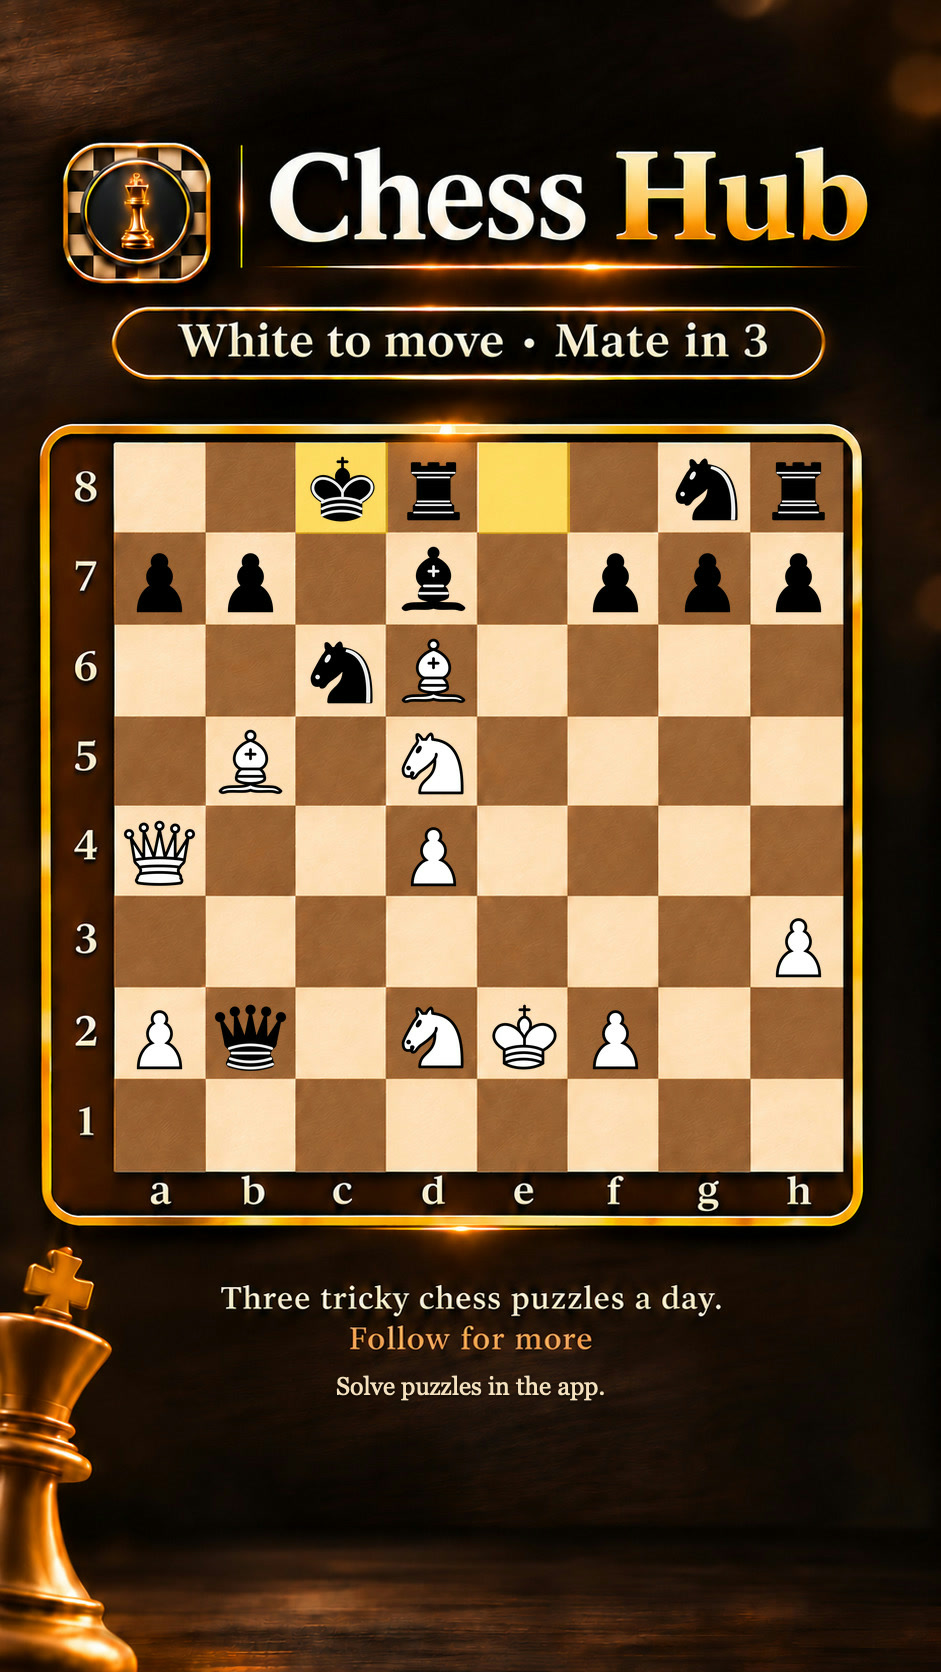 Chess Hub
White to move • Mate in 3
8
7
6
5
4
3
2
1
a b c d e f g h
Three tricky chess puzzles a day.
Follow for more
Solve puzzles in the app.